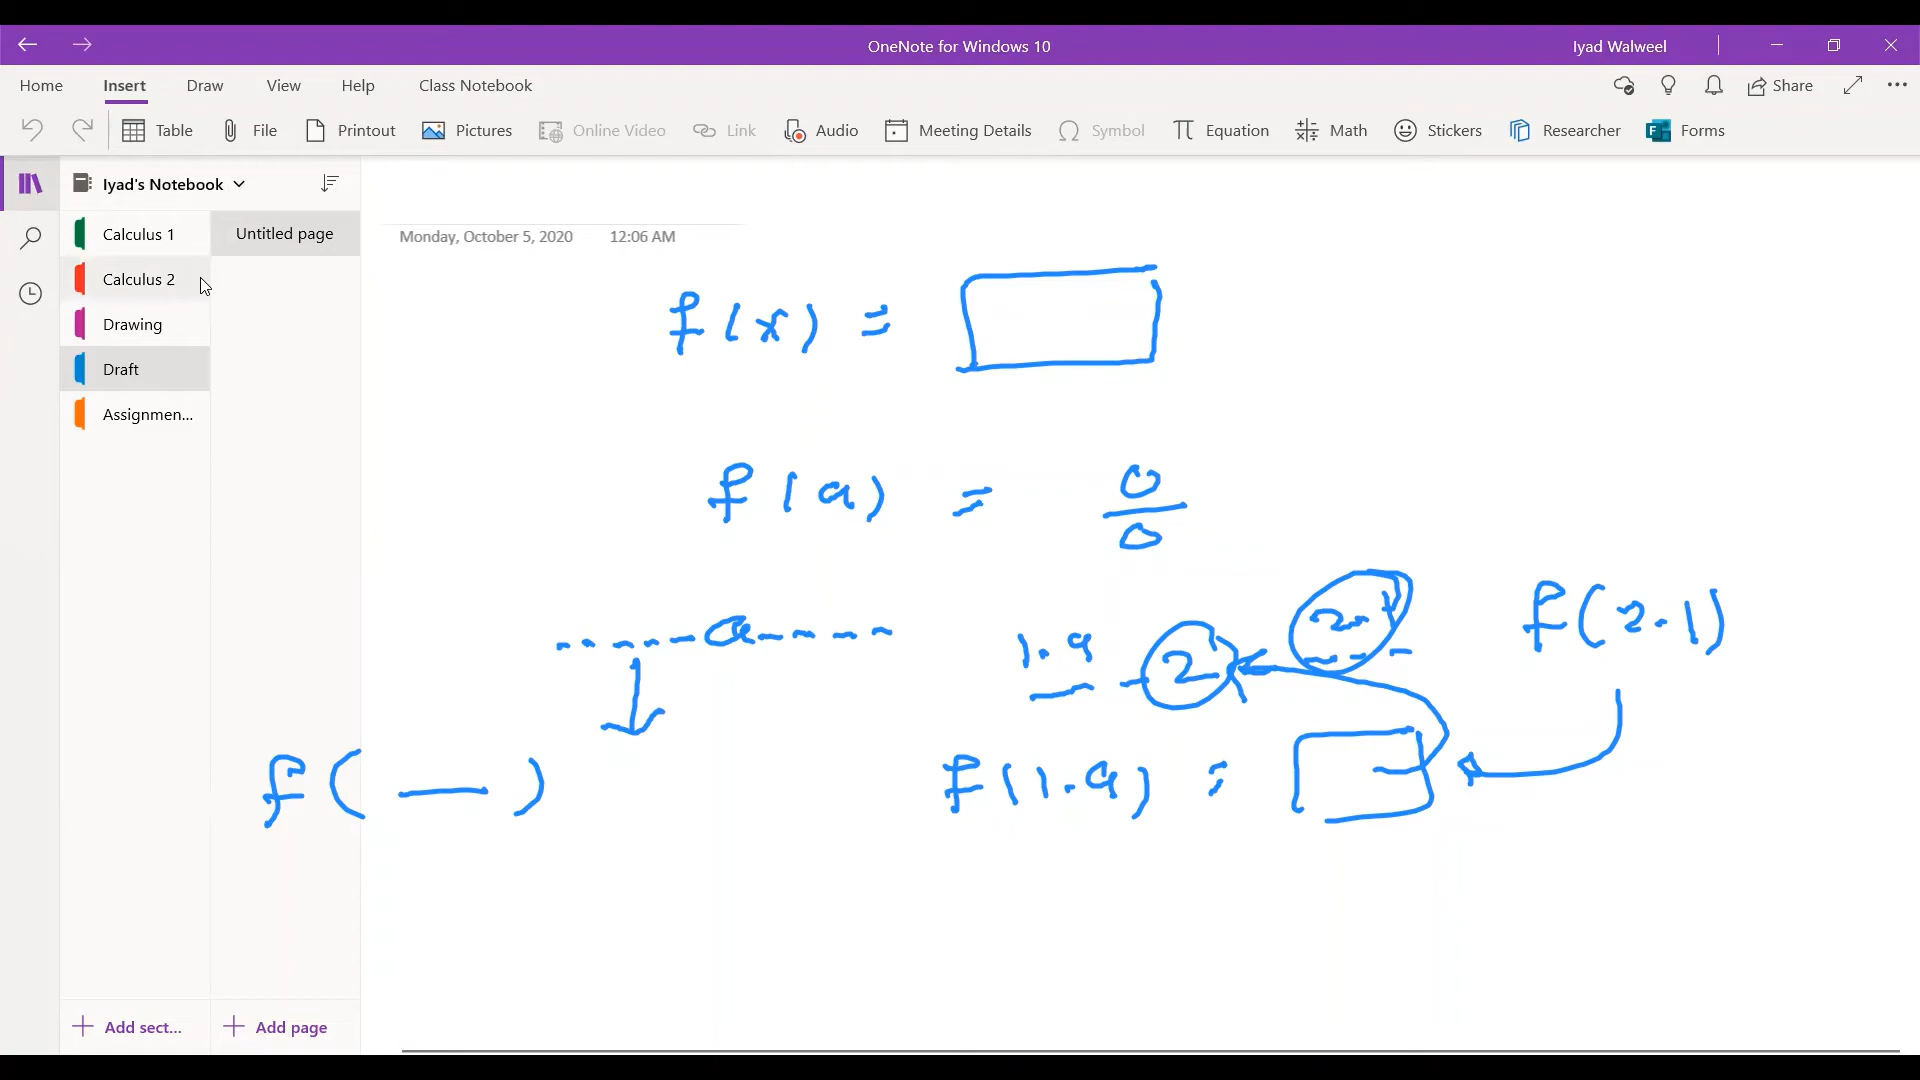 OneNote for Windows 10
Iyad Walweel
Home Insert Draw View Help Class Notebook Share
Table File Printout Pictures Online Video Link Audio Meeting Details Symbol Equation Math Stickers Researcher Forms
Iyad's Notebook
Calculus 1
Calculus 2
Drawing
Draft
Assignmen...
Untitled page
Monday, October 5, 2020 12:06 AM
f(x) =
f(a) = 0/0
a
1.9 2 2.1 f(2.1)
f( )
f(1.9) =
Add sect... Add page